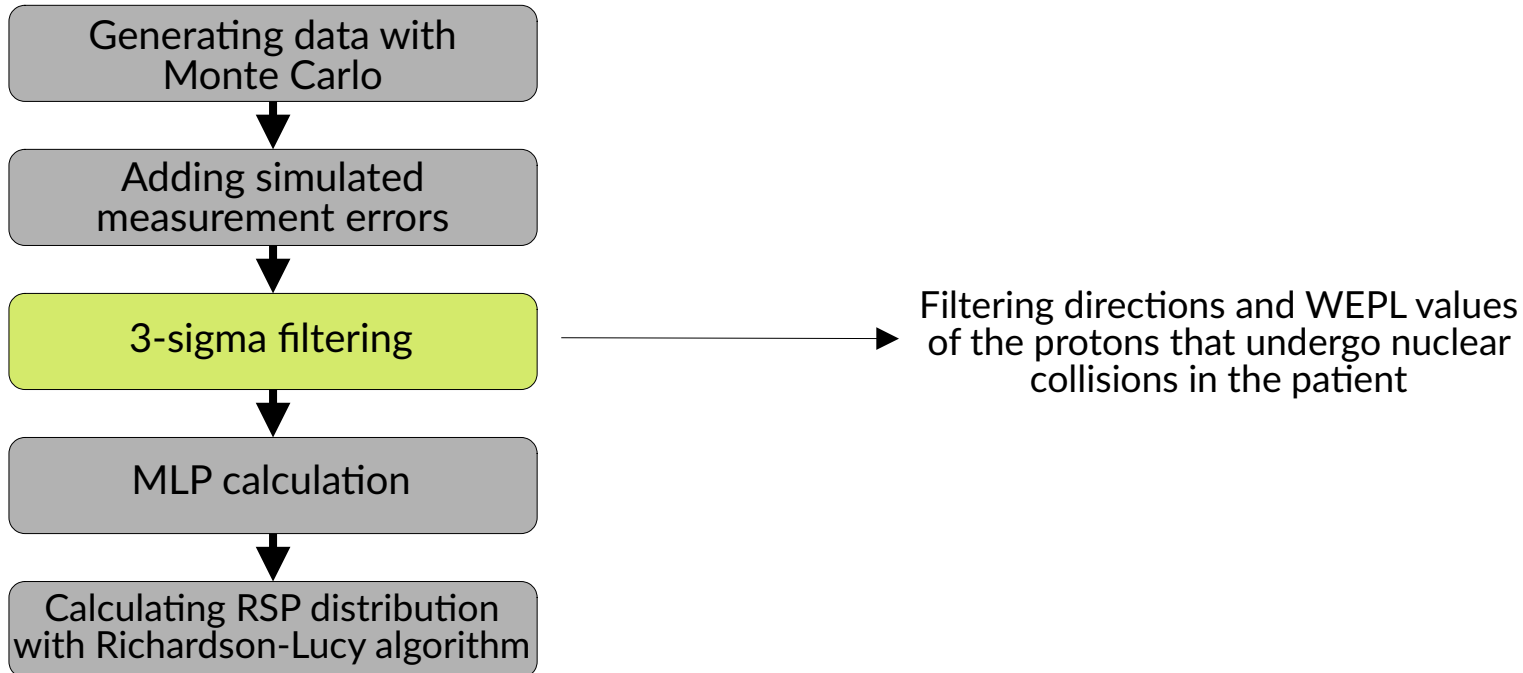 Generating data with
Monte Carlo
Adding simulated
measurement errors
3-sigma filtering
Filtering directions and WEPL values
of the protons that undergo nuclear
collisions in the patient
MLP calculation
Calculating RSP distribution
with Richardson-Lucy algorithm